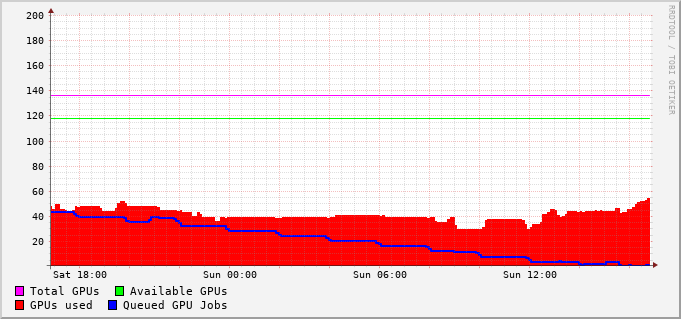 200
180
160
140
120
100
80
60
40
20
Sat 18:00 Sun 00:00 Sun 06:00 Sun 12:00
Total GPUs Available GPUs
GPUs used Queued GPU Jobs
RRDTOOL / TOBI OETIKER